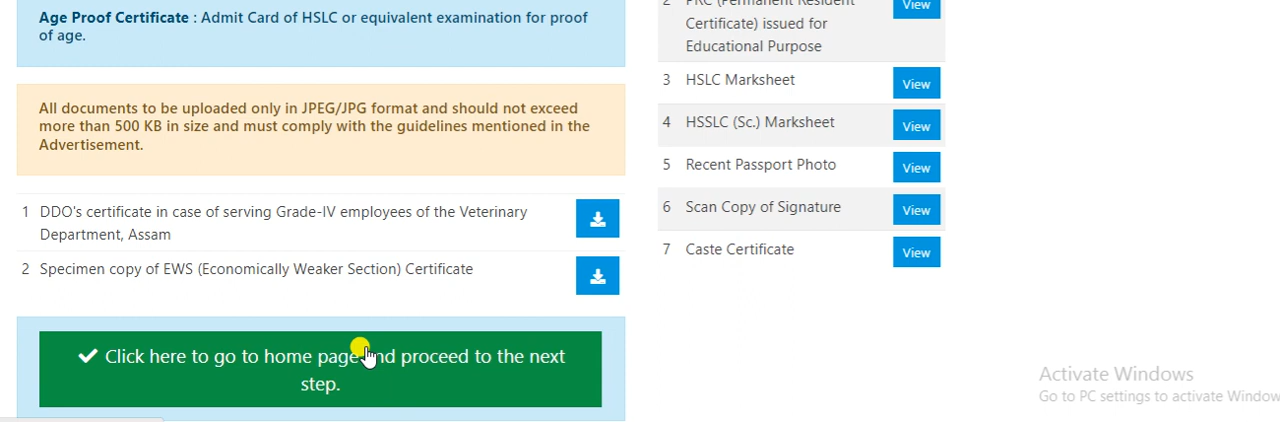 Age Proof Certificate : Admit Card of HSLC or equivalent examination for proof
of age.
All documents to be uploaded only in JPEG/JPG format and should not exceed
more than 500 KB in size and must comply with the guidelines mentioned in the
Advertisement.
1 DDO's certificate in case of serving Grade-IV employees of the Veterinary
Department, Assam
2 Specimen copy of EWS (Economically Weaker Section) Certificate
✔ Click here to go to home page and proceed to the next
step.
2 PRC (Permanent Resident View
Certificate) issued for
Educational Purpose
3 HSLC Marksheet View
4 HSSLC (Sc.) Marksheet View
5 Recent Passport Photo View
6 Scan Copy of Signature View
7 Caste Certificate View
Activate Windows
Go to PC settings to activate Window